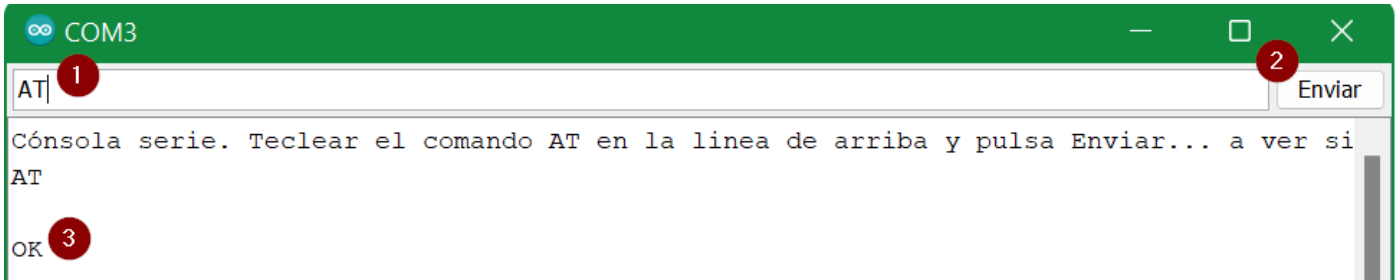 COM3
AT 1
2
Enviar
Cónsola serie. Teclear el comando AT en la linea de arriba y pulsa Enviar... a ver si
AT
OK 3